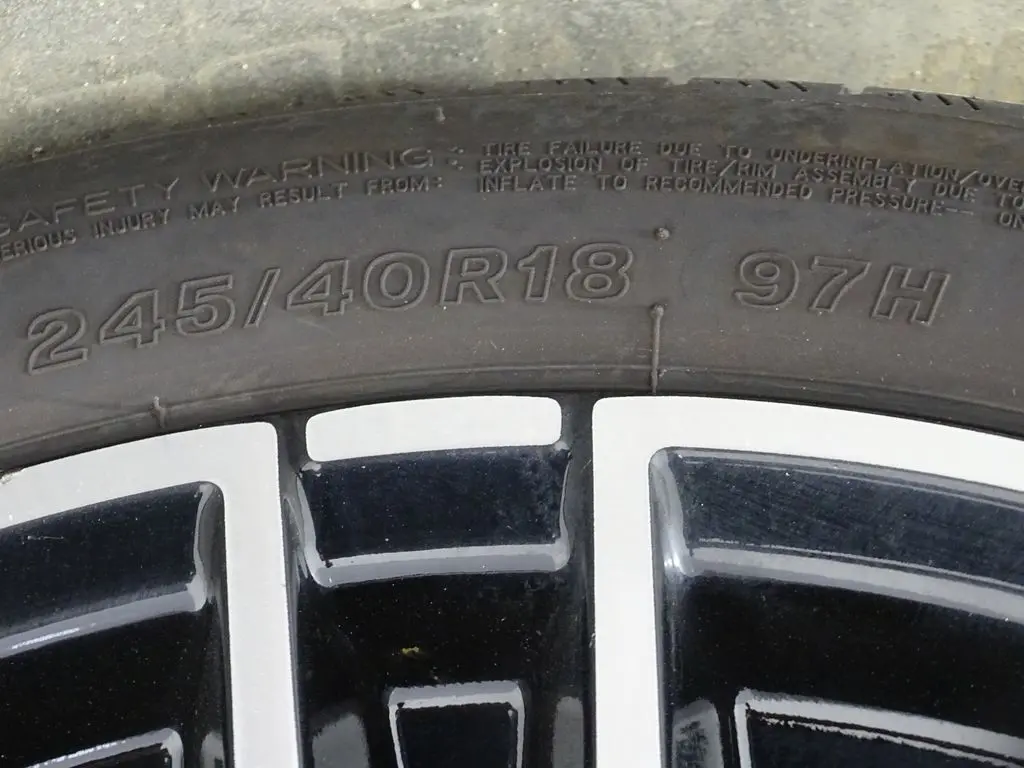 SAFETY WARNING : TIRE FAILURE DUE TO UNDERINFLATION/OVE
SERIOUS INJURY MAY RESULT FROM: EXPLOSION OF TIRE/RIM ASSEMBLY DUE TO
INFLATE TO RECOMMENDED PRESSURE— ON
245/40R18 97H